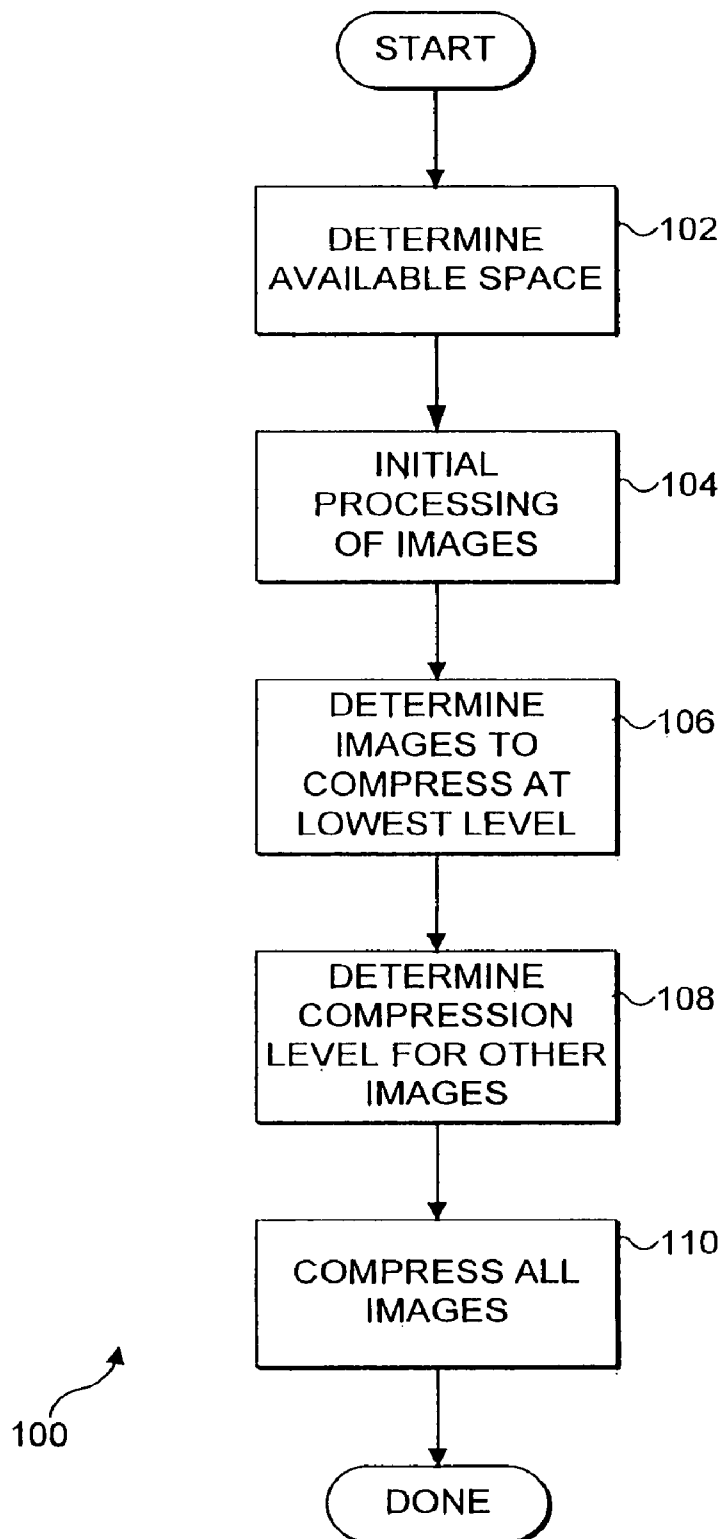 START
DETERMINE
AVAILABLE SPACE
102
INITIAL
PROCESSING
OF IMAGES
104
DETERMINE
IMAGES TO
COMPRESS AT
LOWEST LEVEL
106
DETERMINE
COMPRESSION
LEVEL FOR OTHER
IMAGES
108
COMPRESS ALL
IMAGES
110
100
DONE